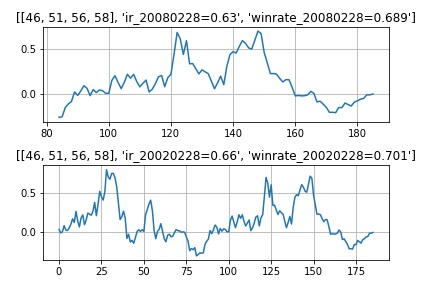 [[46, 51, 56, 58], 'ir_20080228=0.63', 'winrate_20080228=0.689']
0.5
0.0
80 100 120 140 160 180
[[46, 51, 56, 58], 'ir_20020228=0.66', 'winrate_20020228=0.701']
0.5
0.0
0 25 50 75 100 125 150 175